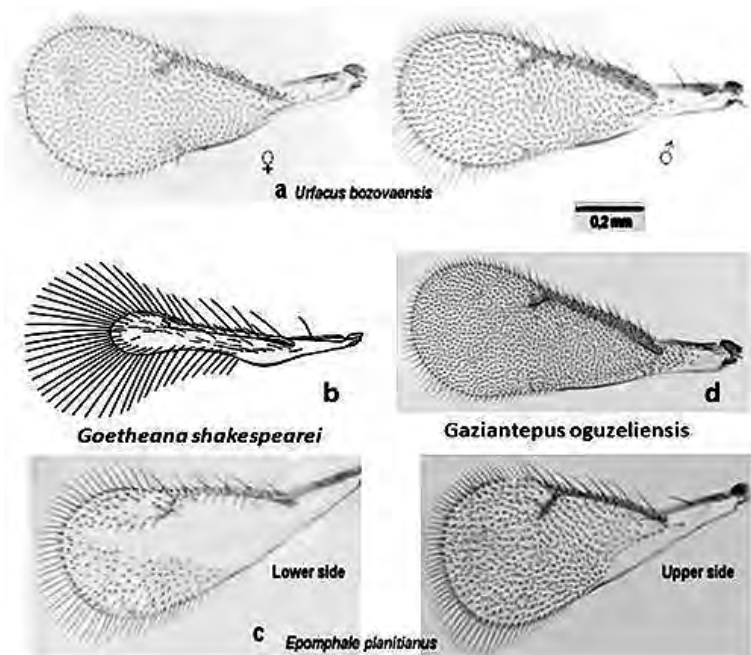 ♀ ♂
a Urfacus bozovaensis
0,2 mm
b d
Goetheana shakespearei Gaziantepus oguzeliensis
Lower side Upper side
c Epomphale planitianus